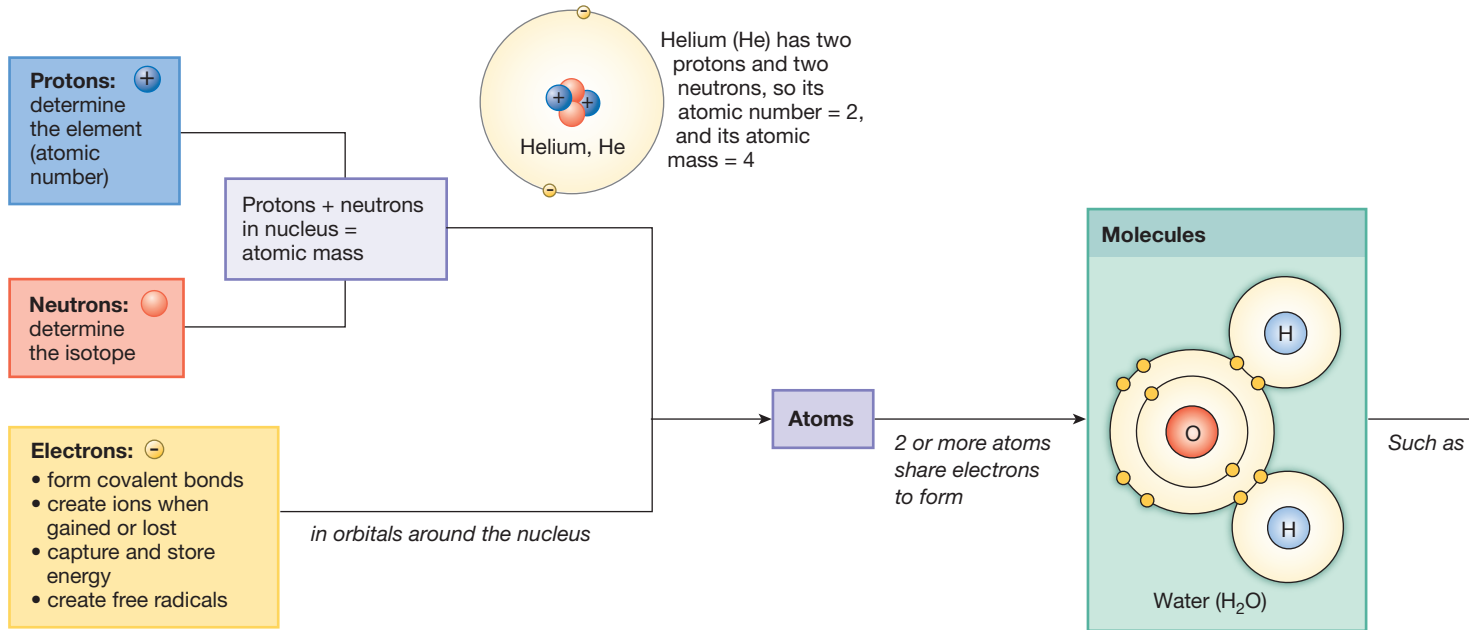 Protons: +
determine
the element
(atomic
number)
Neutrons:
determine
the isotope
Protons + neutrons
in nucleus =
atomic mass
−
+
+
Helium, He
−
Helium (He) has two
protons and two
neutrons, so its
atomic number = 2,
and its atomic
mass = 4
Electrons: −
• form covalent bonds
• create ions when
gained or lost
• capture and store
energy
• create free radicals
in orbitals around the nucleus
Atoms
2 or more atoms
share electrons
to form
Molecules
H
O
H
Water (H₂O)
Such as